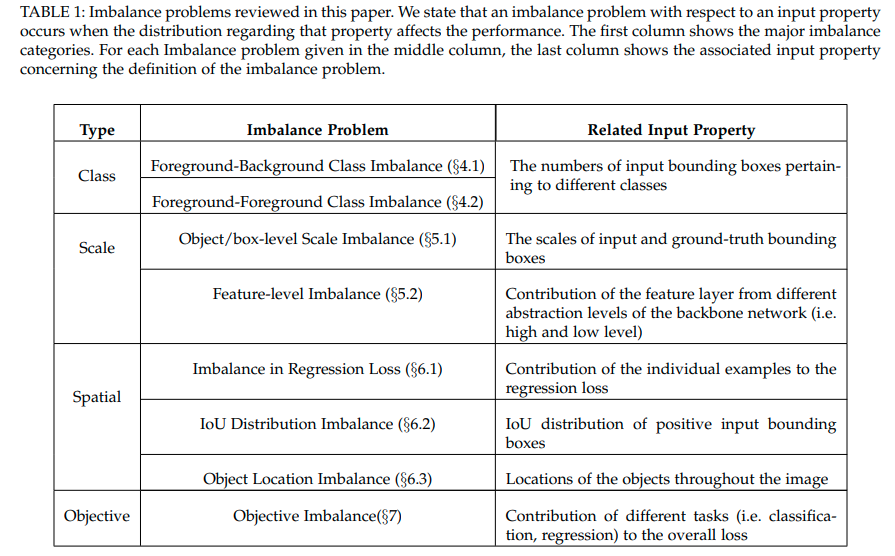 TABLE 1: Imbalance problems reviewed in this paper. We state that an imbalance problem with respect to an input property
occurs when the distribution regarding that property affects the performance. The first column shows the major imbalance
categories. For each Imbalance problem given in the middle column, the last column shows the associated input property
concerning the definition of the imbalance problem.
Type
Imbalance Problem
Related Input Property
Class
Foreground-Background Class Imbalance (§4.1)
Foreground-Foreground Class Imbalance (§4.2)
The numbers of input bounding boxes pertain-
ing to different classes
Scale
Object/box-level Scale Imbalance (§5.1)
The scales of input and ground-truth bounding
boxes
Feature-level Imbalance (§5.2)
Contribution of the feature layer from different
abstraction levels of the backbone network (i.e.
high and low level)
Spatial
Imbalance in Regression Loss (§6.1)
Contribution of the individual examples to the
regression loss
IoU Distribution Imbalance (§6.2)
IoU distribution of positive input bounding
boxes
Object Location Imbalance (§6.3)
Locations of the objects throughout the image
Objective
Objective Imbalance(§7)
Contribution of different tasks (i.e. classifica-
tion, regression) to the overall loss